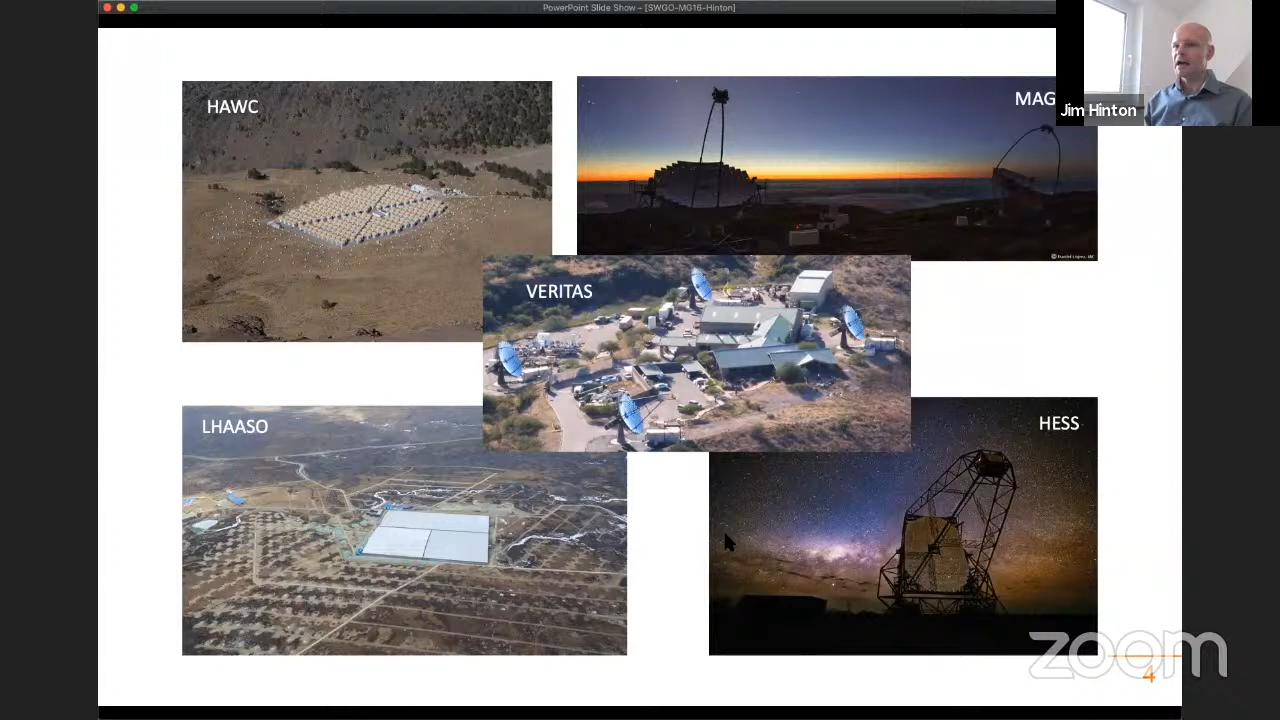 PowerPoint Slide Show – [SWGO-MG16-Hinton]
HAWC
MAG
Jim Hinton
VERITAS
LHAASO
HESS
zoom
4